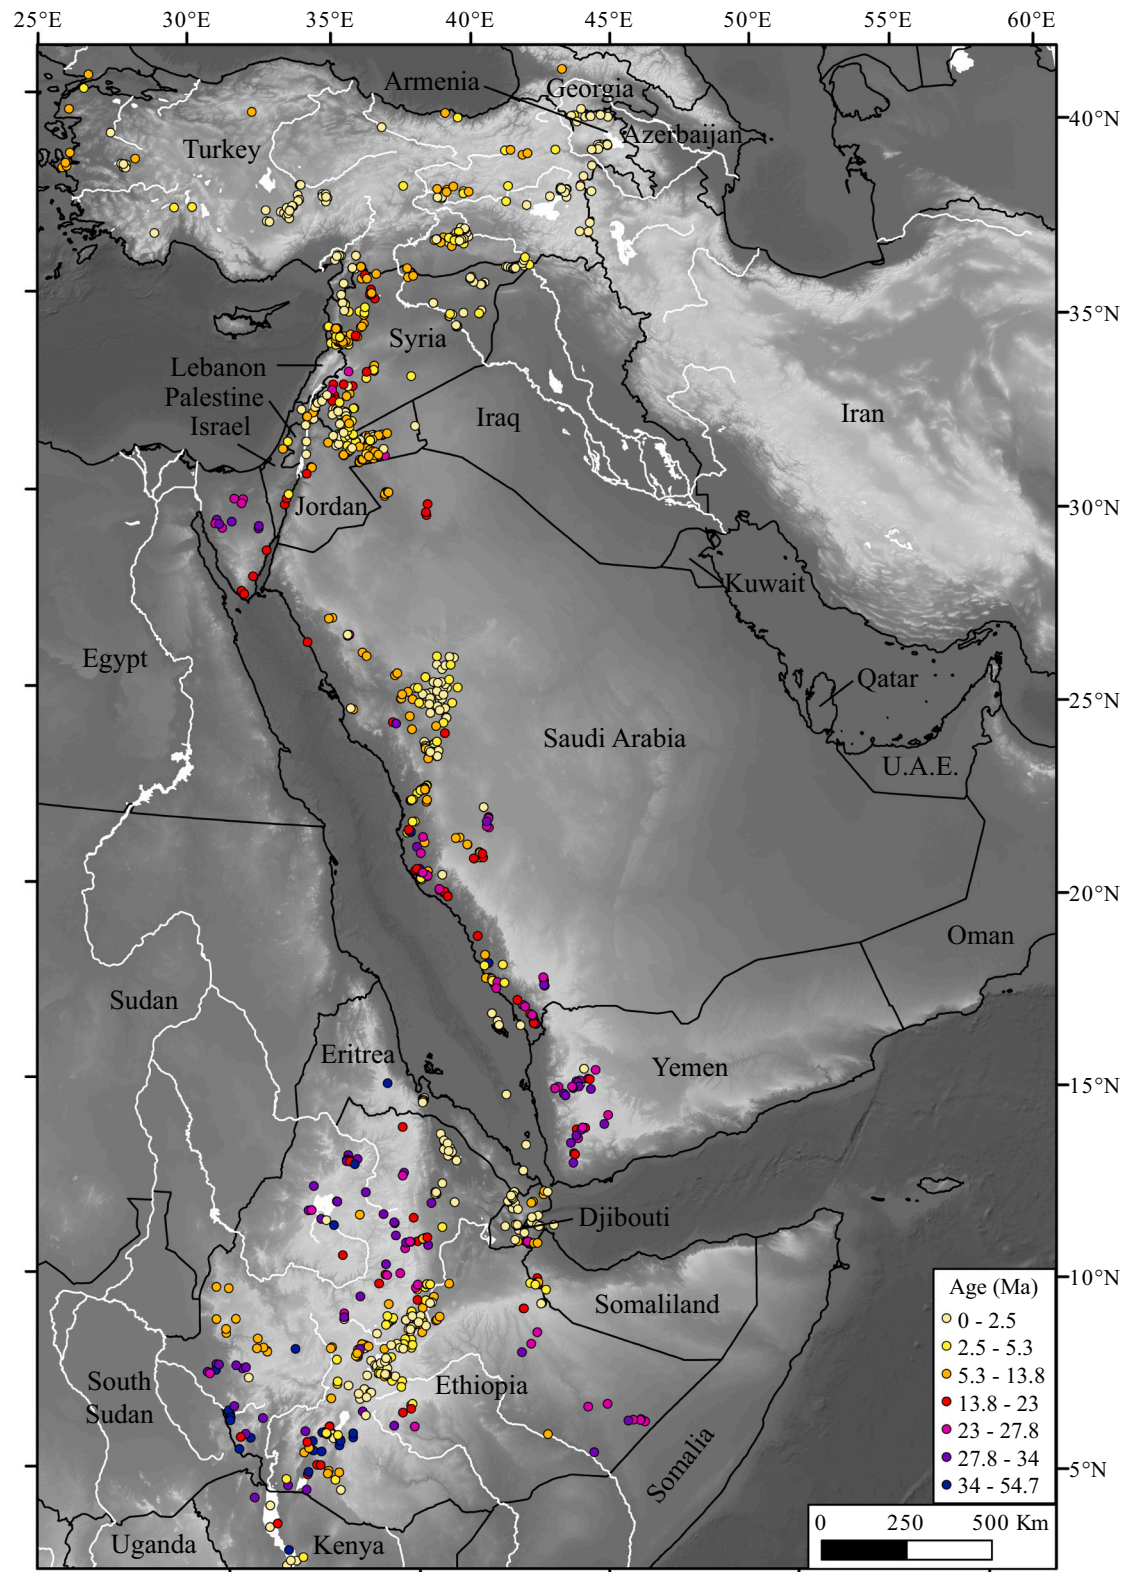 25°E 30°E 35°E 40°E 45°E 50°E 55°E 60°E
Armenia
Georgia
40°N
Azerbaijan
Turkey
35°N
Syria
Lebanon
Palestine
Israel
Iraq
Iran
Jordan
30°N
Kuwait
Egypt
Qatar
25°N
Saudi Arabia
U.A.E.
20°N
Oman
Sudan
Eritrea
Yemen
15°N
Djibouti
10°N
Somaliland
Age (Ma)
0 - 2.5
2.5 - 5.3
5.3 - 13.8
13.8 - 23
23 - 27.8
27.8 - 34
34 - 54.7
South
Sudan
Ethiopia
Somalia
5°N
0 250 500 Km
Uganda
Kenya